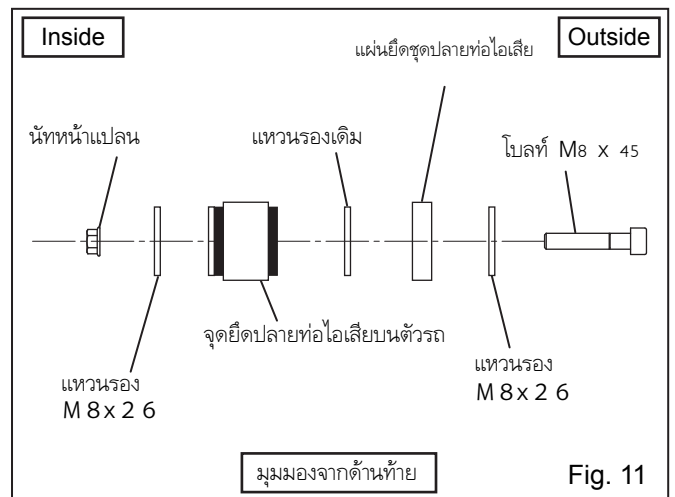 Inside
Outside
แผ่นยึดชุดปลายท่อไอเสีย
นัทหน้าแปลน
แหวนรองเดิม
โบลท์ M8 x 45
จุดยึดปลายท่อไอเสียบนตัวรถ
แหวนรอง
M8x26
แหวนรอง
M8x26
มุมมองจากด้านท้าย
Fig. 11